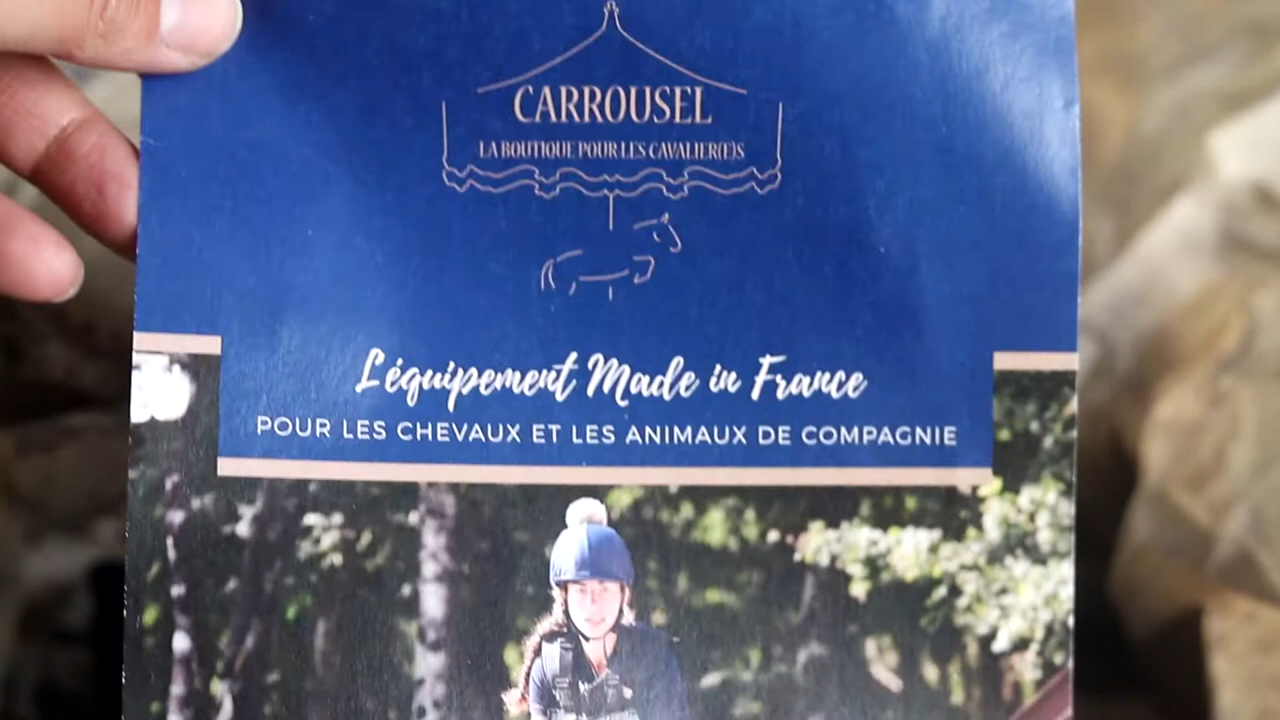 CARROUSEL
LA BOUTIQUE POUR LES CAVALIER(E)S
L'équipement Made in France
POUR LES CHEVAUX ET LES ANIMAUX DE COMPAGNIE